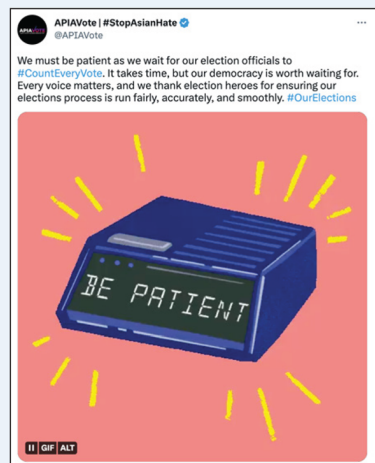 APIAVote | #StopAsianHate
@APIAVote
We must be patient as we wait for our election officials to
#CountEveryVote. It takes time, but our democracy is worth waiting for.
Every voice matters, and we thank election heroes for ensuring our
elections process is run fairly, accurately, and smoothly. #OurElections
BE PATIENT
GIF ALT